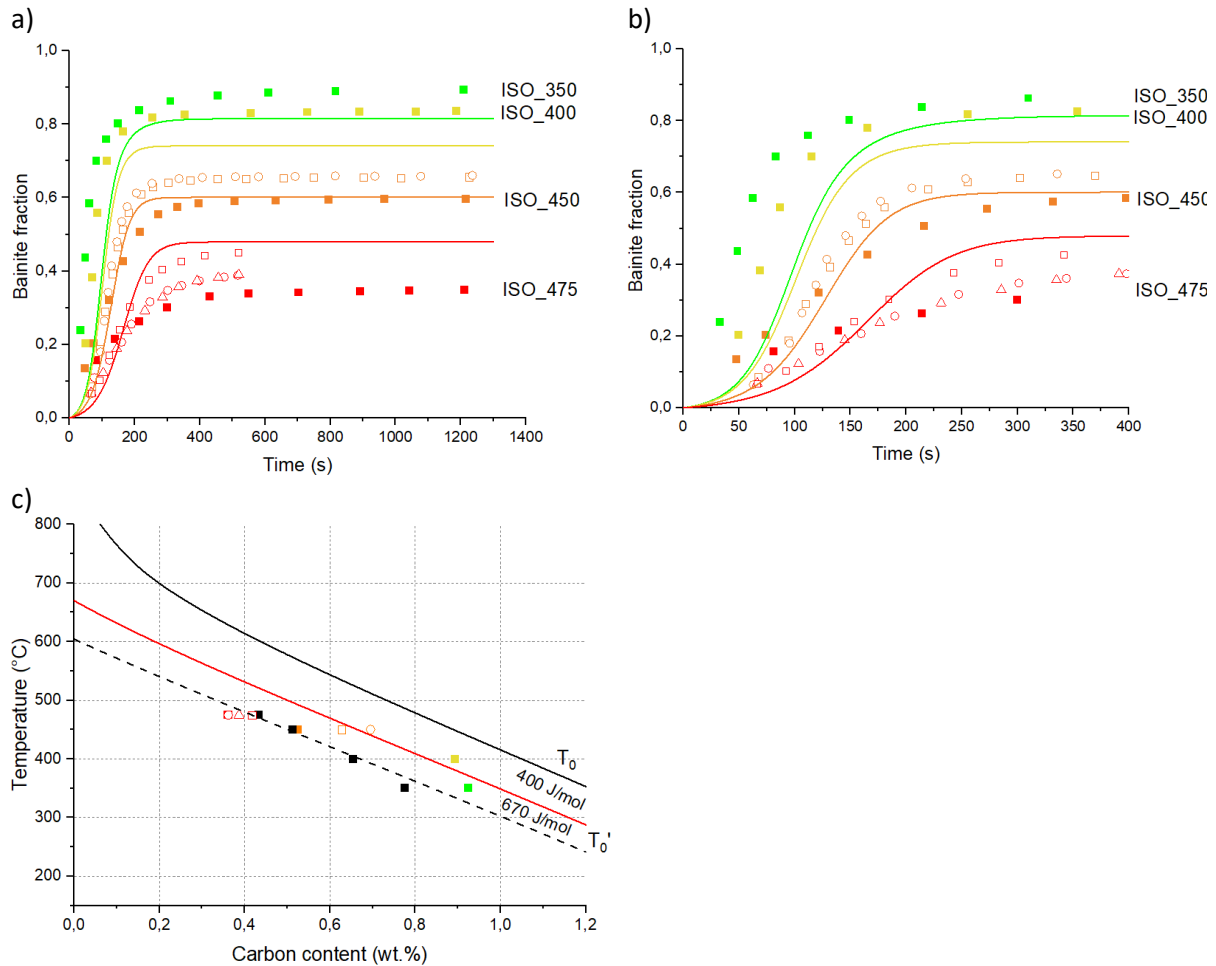 a)
1,0
0,8
0,6
0,4
0,2
0,0
Bainite fraction
0 200 400 600 800 1000 1200 1400
Time (s)
ISO_350
ISO_400
ISO_450
ISO_475
b)
1,0
0,8
0,6
0,4
0,2
0,0
Bainite fraction
0 50 100 150 200 250 300 350 400
Time (s)
ISO_350
ISO_400
ISO_450
ISO_475
c)
800
700
600
500
400
300
200
Temperature (°C)
0,0 0,2 0,4 0,6 0,8 1,0 1,2
Carbon content (wt.%)
T0
400 J/mol
670 J/mol
T0'